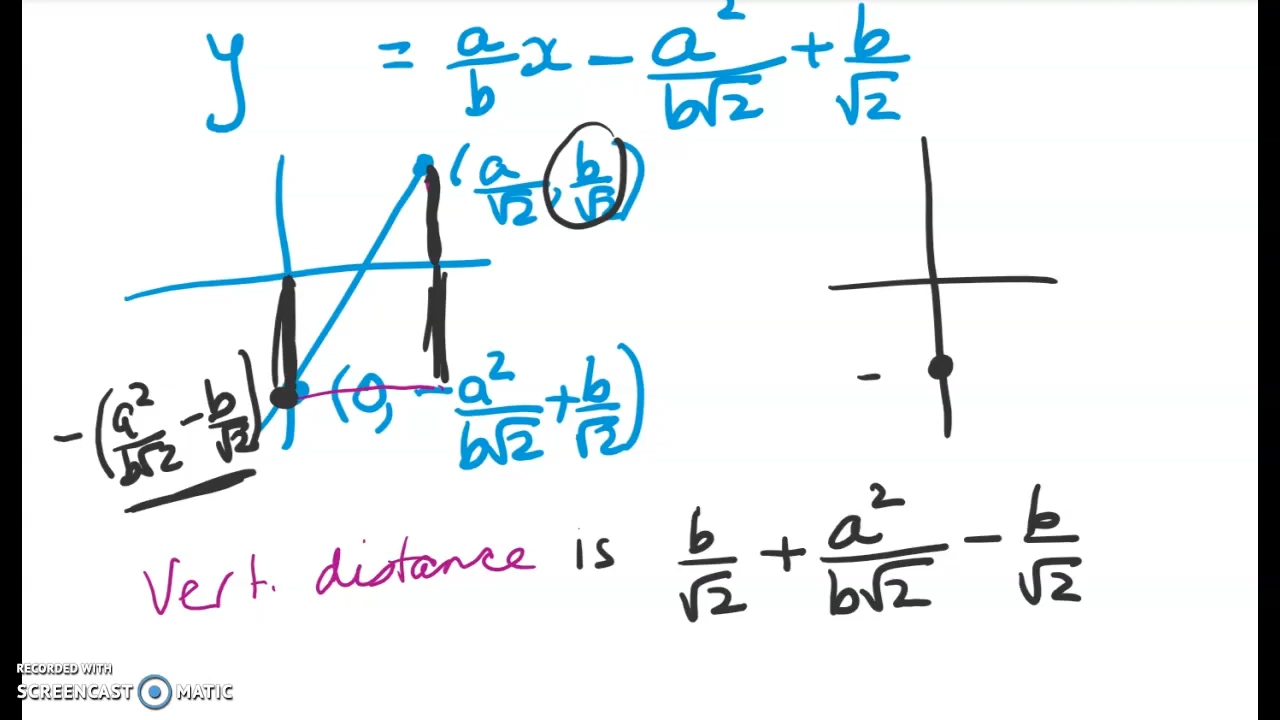 y = a/b x − a²/(b√2) + b/√2
(a/√2, b/√2)
(0, − a²/(b√2) + b/√2)
−(a²/(b√2) − b/√2)
−
Vert. distance is b/√2 + a²/(b√2) − b/√2
RECORDED WITH
SCREENCAST MATIC